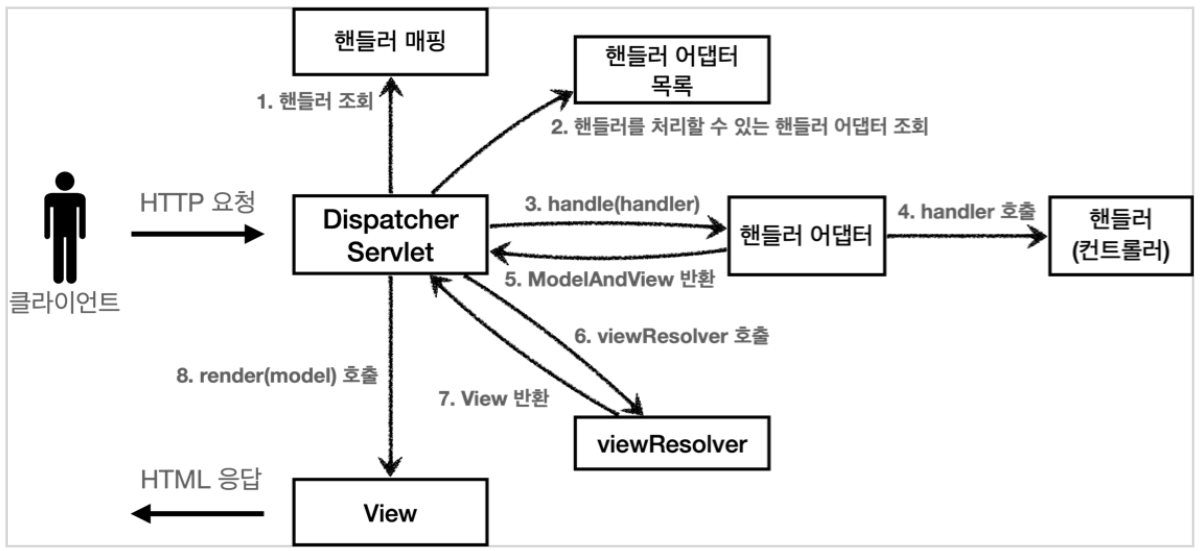 핸들러 매핑
핸들러 어댑터
목록
1. 핸들러 조회
2. 핸들러를 처리할 수 있는 핸들러 어댑터 조회
HTTP 요청
클라이언트
Dispatcher
Servlet
3. handle(handler)
핸들러 어댑터
4. handler 호출
핸들러
(컨트롤러)
5. ModelAndView 반환
6. viewResolver 호출
8. render(model) 호출
7. View 반환
viewResolver
HTML 응답
View